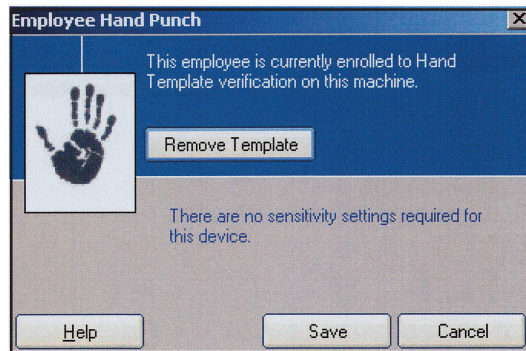 Employee Hand Punch
This employee is currently enrolled to Hand
Template verification on this machine.
Remove Template
There are no sensitivity settings required for
this device.
Help
Save
Cancel